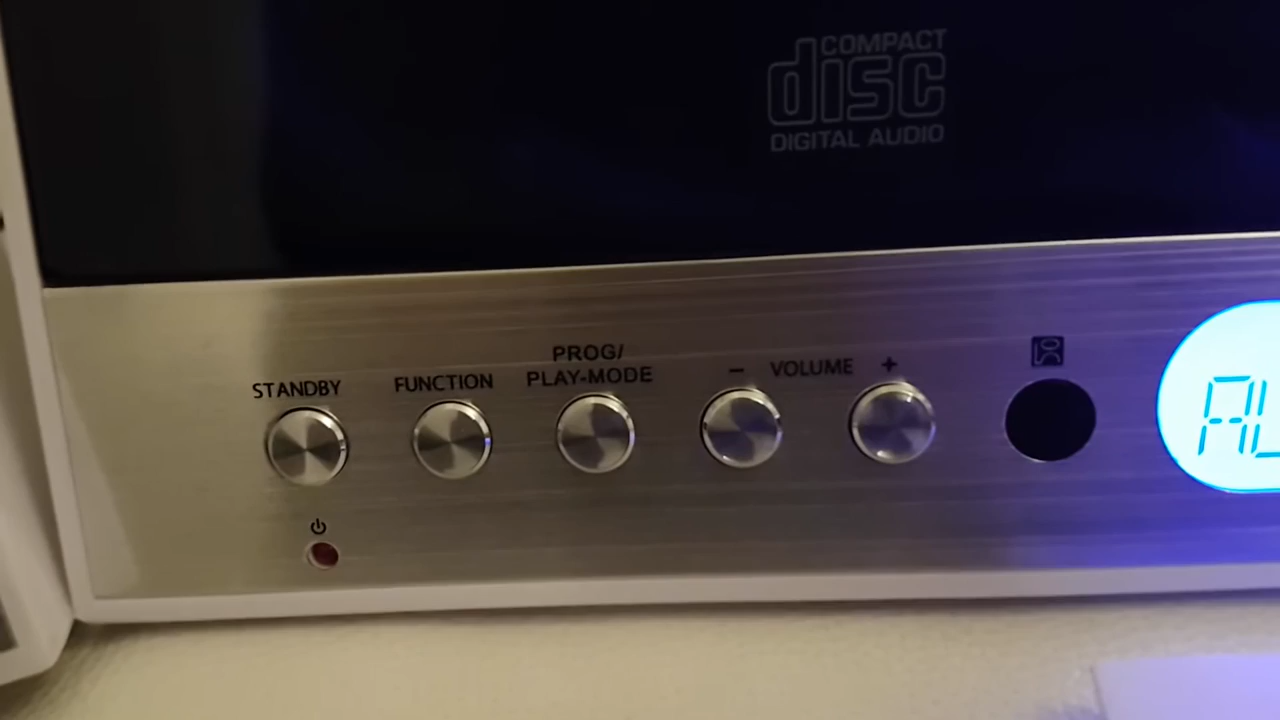 COMPACT
disc
DIGITAL AUDIO
PROG/
STANDBY FUNCTION PLAY-MODE - VOLUME +